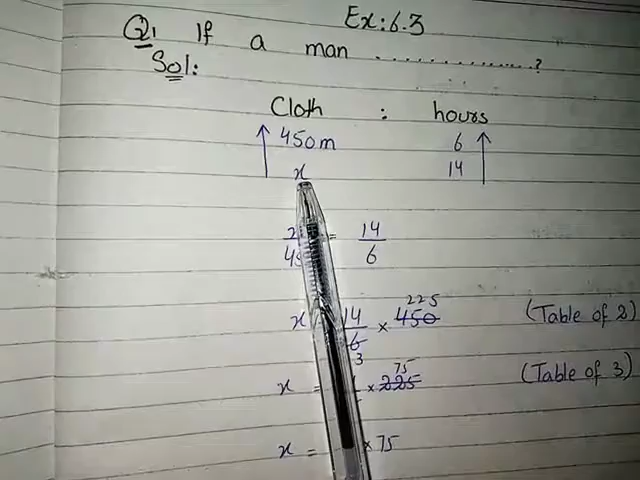 Ex: 6.3
Q1 If a man ................?
Sol:
Cloth : hours
450m 6
x 14
= 14/6
x 14/6 × 450 225 3 (Table of 2)
x = × 225 75 (Table of 3)
x = × 75